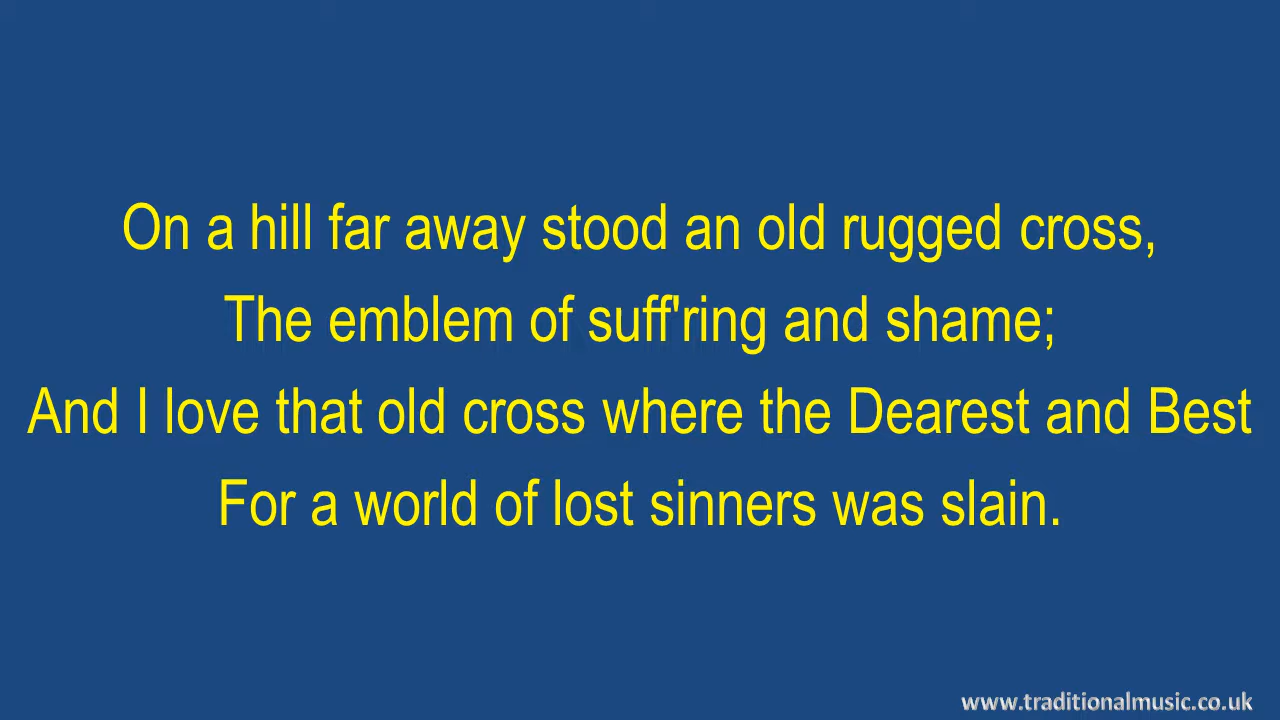 On a hill far away stood an old rugged cross,
The emblem of suff'ring and shame;
And I love that old cross where the Dearest and Best
For a world of lost sinners was slain.
www.traditionalmusic.co.uk